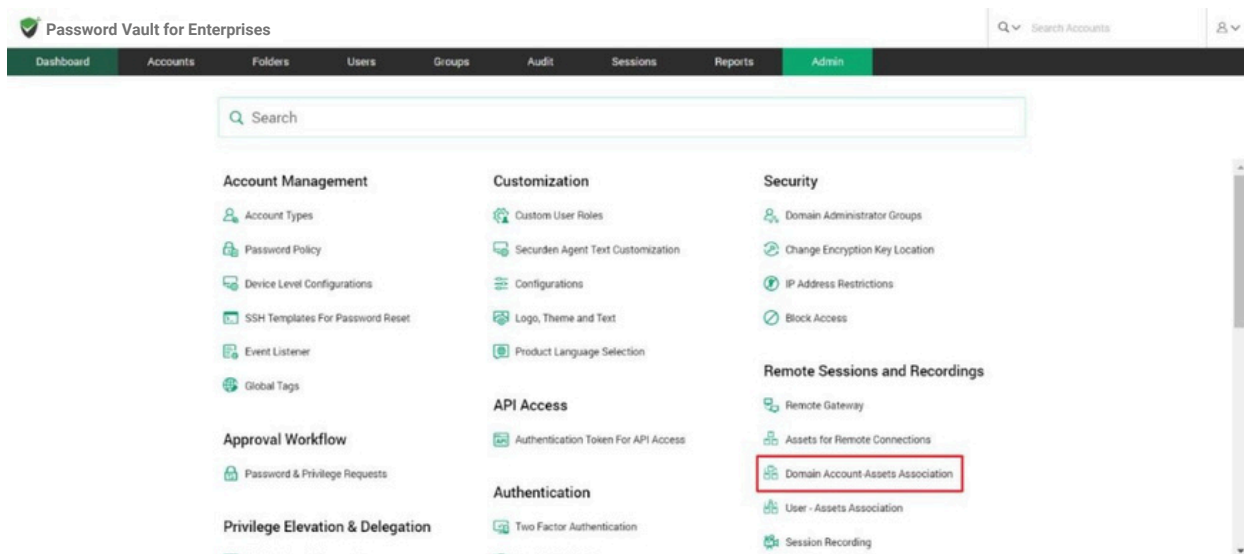 Password Vault for Enterprises
Search Accounts
Dashboard Accounts Folders Users Groups Audit Sessions Reports Admin
Search
Account Management
Account Types
Password Policy
Device Level Configurations
SSH Templates For Password Reset
Event Listener
Global Tags
Approval Workflow
Password & Privilege Requests
Privilege Elevation & Delegation
Customization
Custom User Roles
Securden Agent Text Customization
Configurations
Logo, Theme and Text
Product Language Selection
API Access
API
Authentication Token For API Access
Authentication
Two Factor Authentication
Security
Domain Administrator Groups
Change Encryption Key Location
IP Address Restrictions
Block Access
Remote Sessions and Recordings
Remote Gateway
Assets for Remote Connections
Domain Account-Assets Association
User - Assets Association
Session Recording